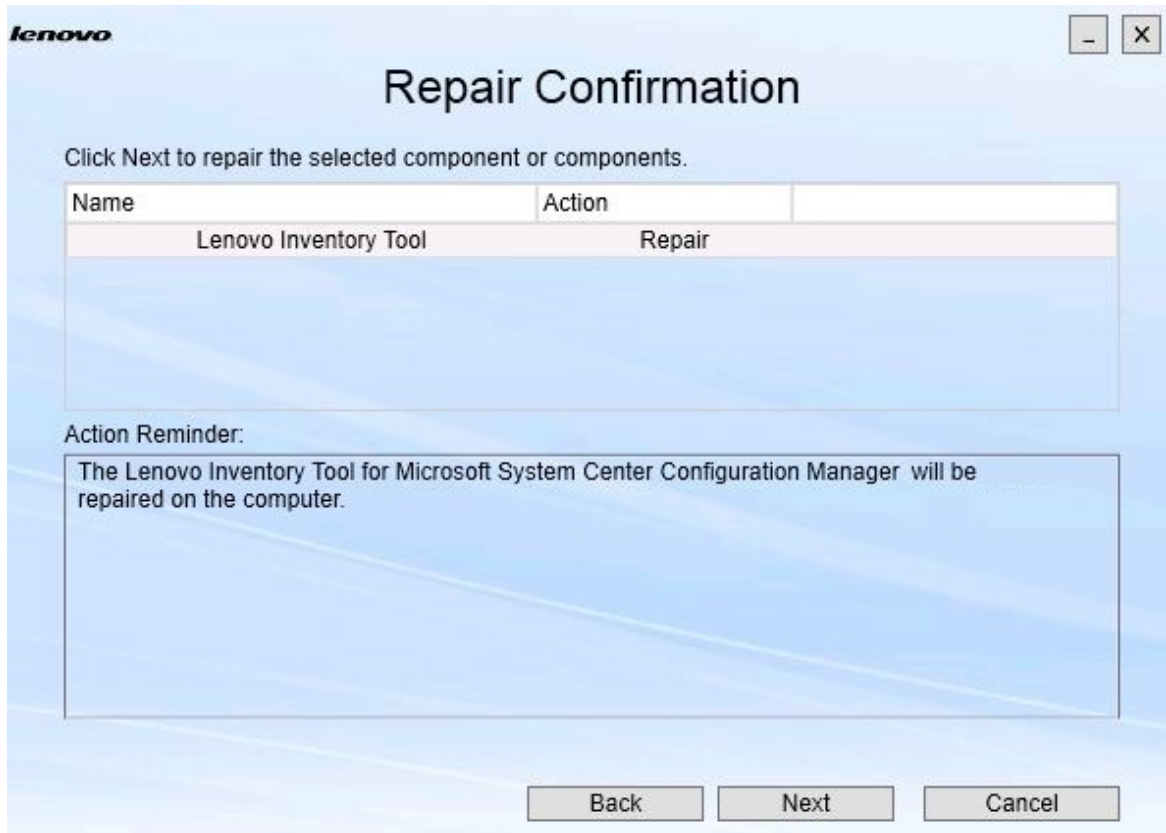 lenovo
Repair Confirmation
Click Next to repair the selected component or components.
Name Action
Lenovo Inventory Tool Repair
Action Reminder:
The Lenovo Inventory Tool for Microsoft System Center Configuration Manager will be
repaired on the computer.
Back Next Cancel